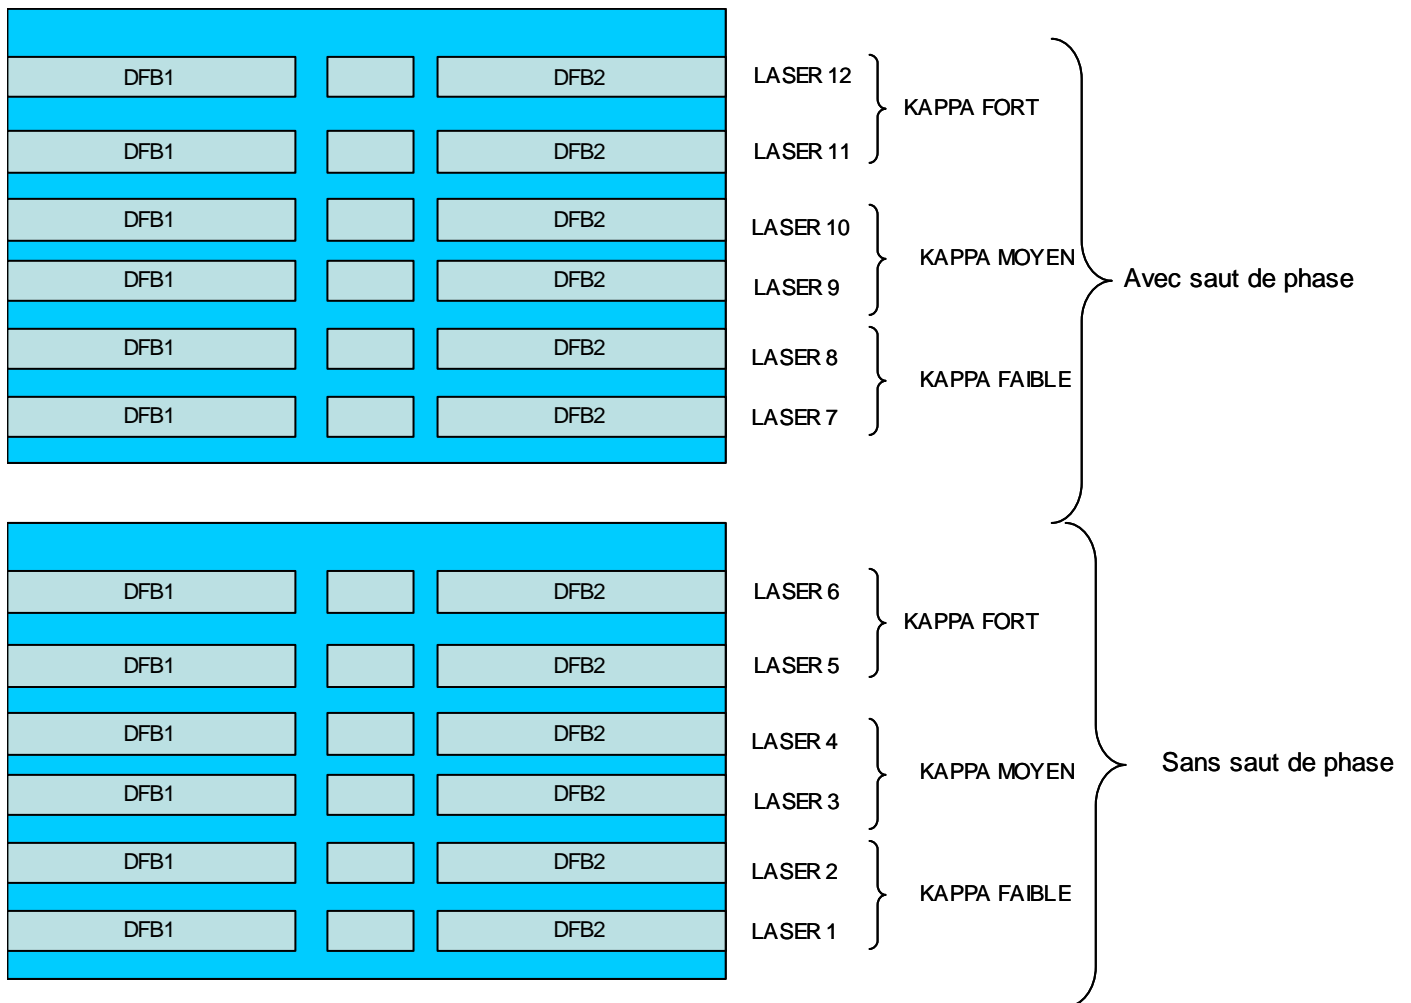 DFB1 DFB2 LASER 12
KAPPA FORT
DFB1 DFB2 LASER 11
DFB1 DFB2 LASER 10
KAPPA MOYEN
Avec saut de phase
DFB1 DFB2 LASER 9
DFB1 DFB2 LASER 8
KAPPA FAIBLE
DFB1 DFB2 LASER 7
DFB1 DFB2 LASER 6
KAPPA FORT
DFB1 DFB2 LASER 5
DFB1 DFB2 LASER 4
KAPPA MOYEN
Sans saut de phase
DFB1 DFB2 LASER 3
DFB1 DFB2 LASER 2
KAPPA FAIBLE
DFB1 DFB2 LASER 1